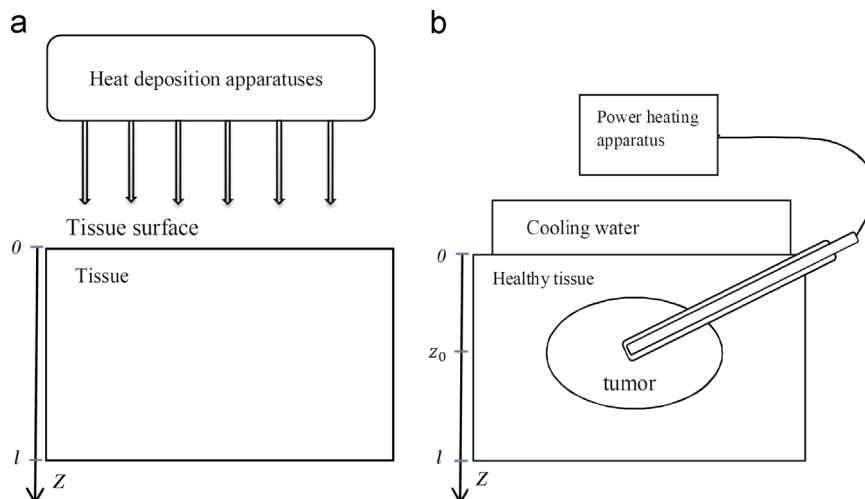 a
Heat deposition apparatuses
Tissue surface
0
Tissue
l
Z
b
Power heating
apparatus
Cooling water
0
Healthy tissue
z0
tumor
l
Z